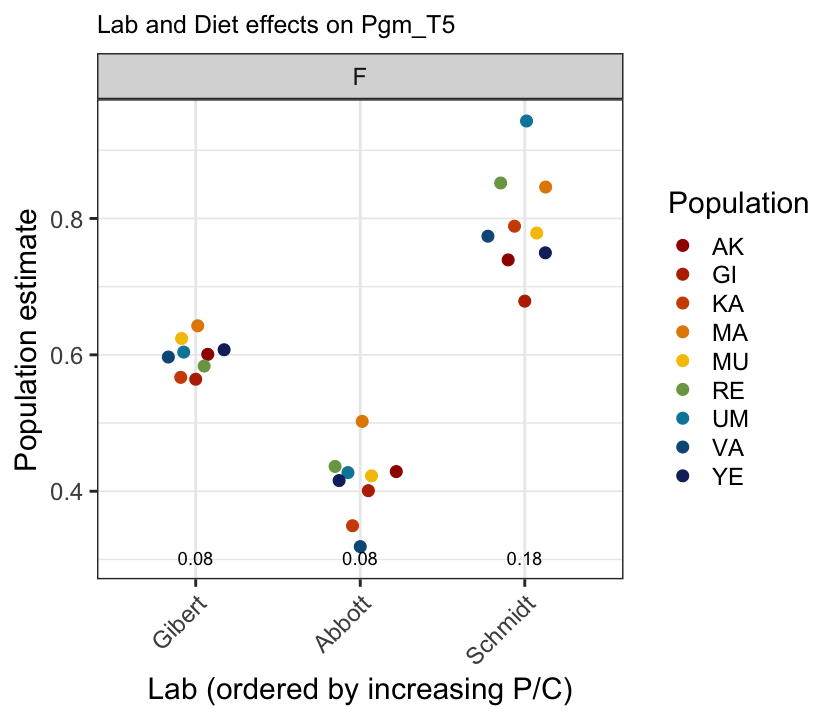 Lab and Diet effects on Pgm_T5
F
Population estimate
0.8
0.6
0.4
0.08
0.08
0.18
Gibert
Abbott
Schmidt
Lab (ordered by increasing P/C)
Population
AK
GI
KA
MA
MU
RE
UM
VA
YE